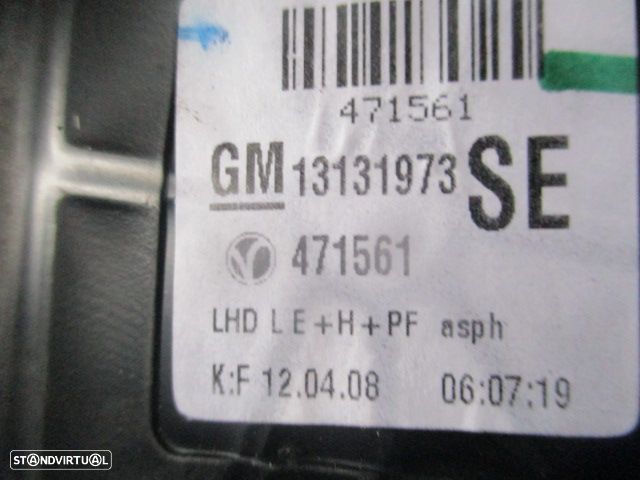 471561
GM 13131973 SE
471561
LHD L E+H+PF asph
K:F 12.04.08 06:07:19
STANDVIRTUAL